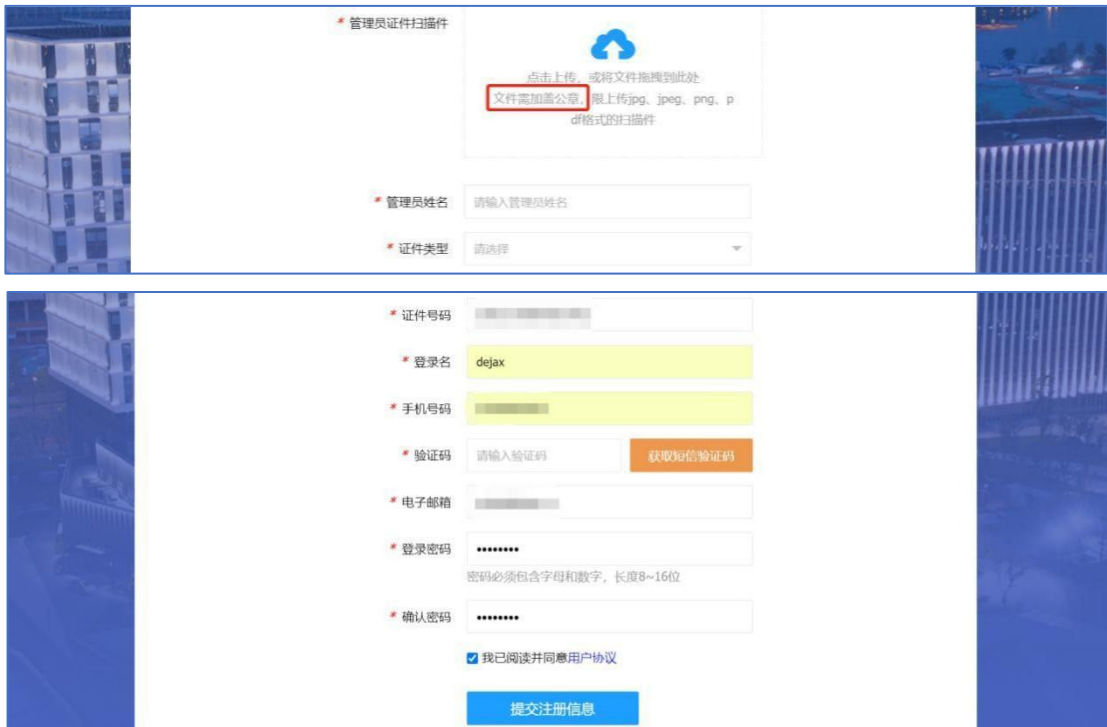 * 管理员证件扫描件
点击上传，或将文件拖拽到此处
文件需加盖公章，限上传jpg、jpeg、png、p
df格式的扫描件
* 管理员姓名 请输入管理员姓名
* 证件类型 请选择
* 证件号码
* 登录名 dejax
* 手机号码
* 验证码 请输入验证码 获取短信验证码
* 电子邮箱
* 登录密码 ••••••••
密码必须包含字母和数字，长度8~16位
* 确认密码 ••••••••
我已阅读并同意用户协议
提交注册信息